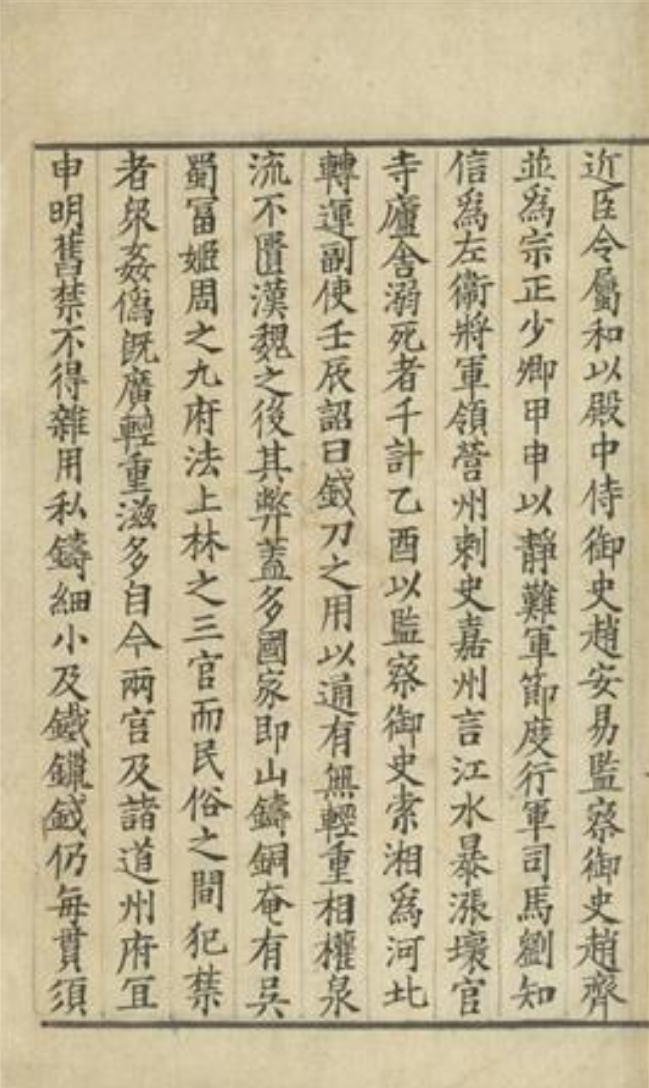 近臣令屬和以殿中侍御史趙安易監察御史趙齊
並爲宗正少卿甲申以靜難軍節度行軍司馬劉知
信爲左衞將軍領營州刺史嘉州言江水暴漲壞官
寺廬舍溺死者千計乙酉以監察御史索湘爲河北
轉運副使壬辰詔曰錢刀之用以通有無輕重相權泉
流不匱漢魏之後其弊蓋多國家即山鑄銅奄有吳
蜀冨姬周之九府法上林之三官而民俗之間犯禁
者衆姦僞旣廣輕重滋多自今兩官及諸道州府冝
申明舊禁不得雜用私鑄細小及鐵鑞錢仍每貫須